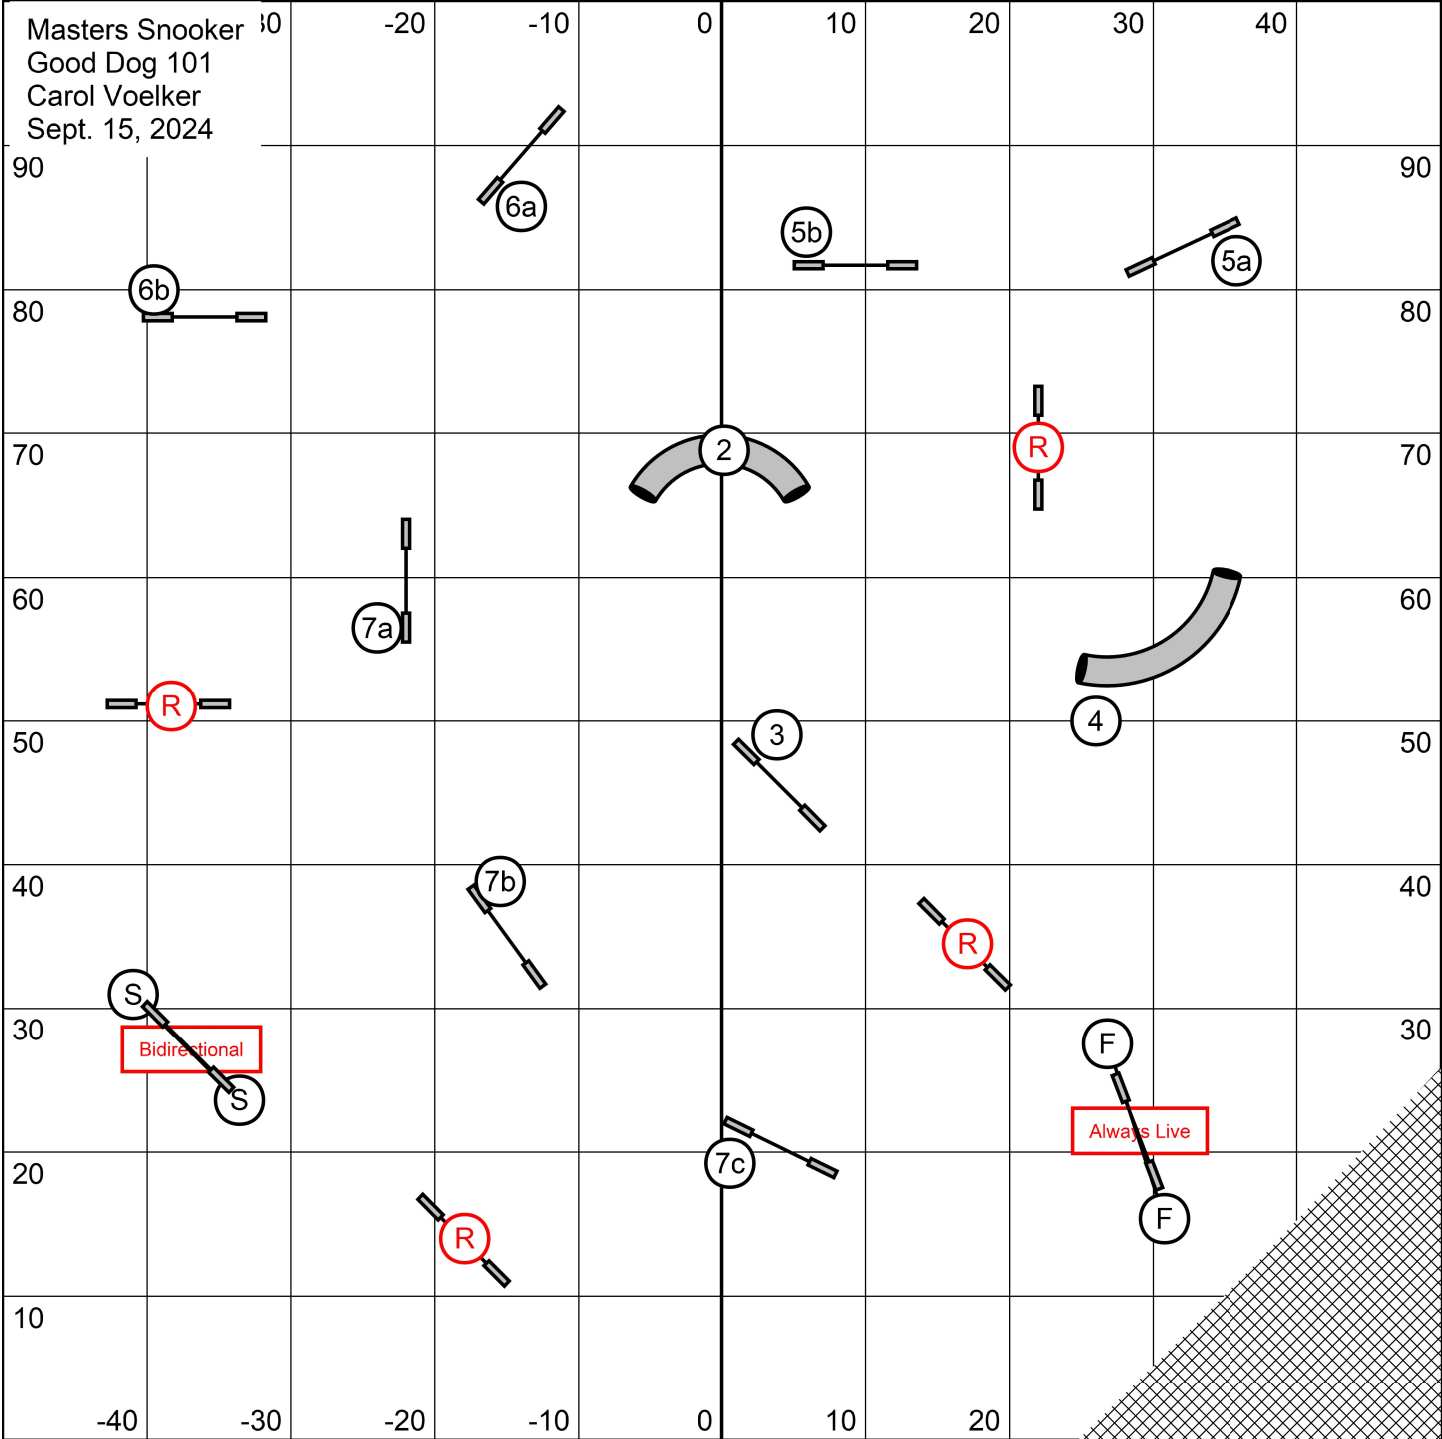 Masters Snooker
Good Dog 101
Carol Voelker
Sept. 15, 2024
30 -20 -10 0 10 20 30 40
90 90
6a
5b
5a
6b
80 80
2
R
70 70
7a
60 60
R
4
3
50 50
7b
40 40
R
S
30 30
F
Bidirectional
S
Always Live
7c
20 20
F
R
10
-40 -30 -20 -10 0 10 20